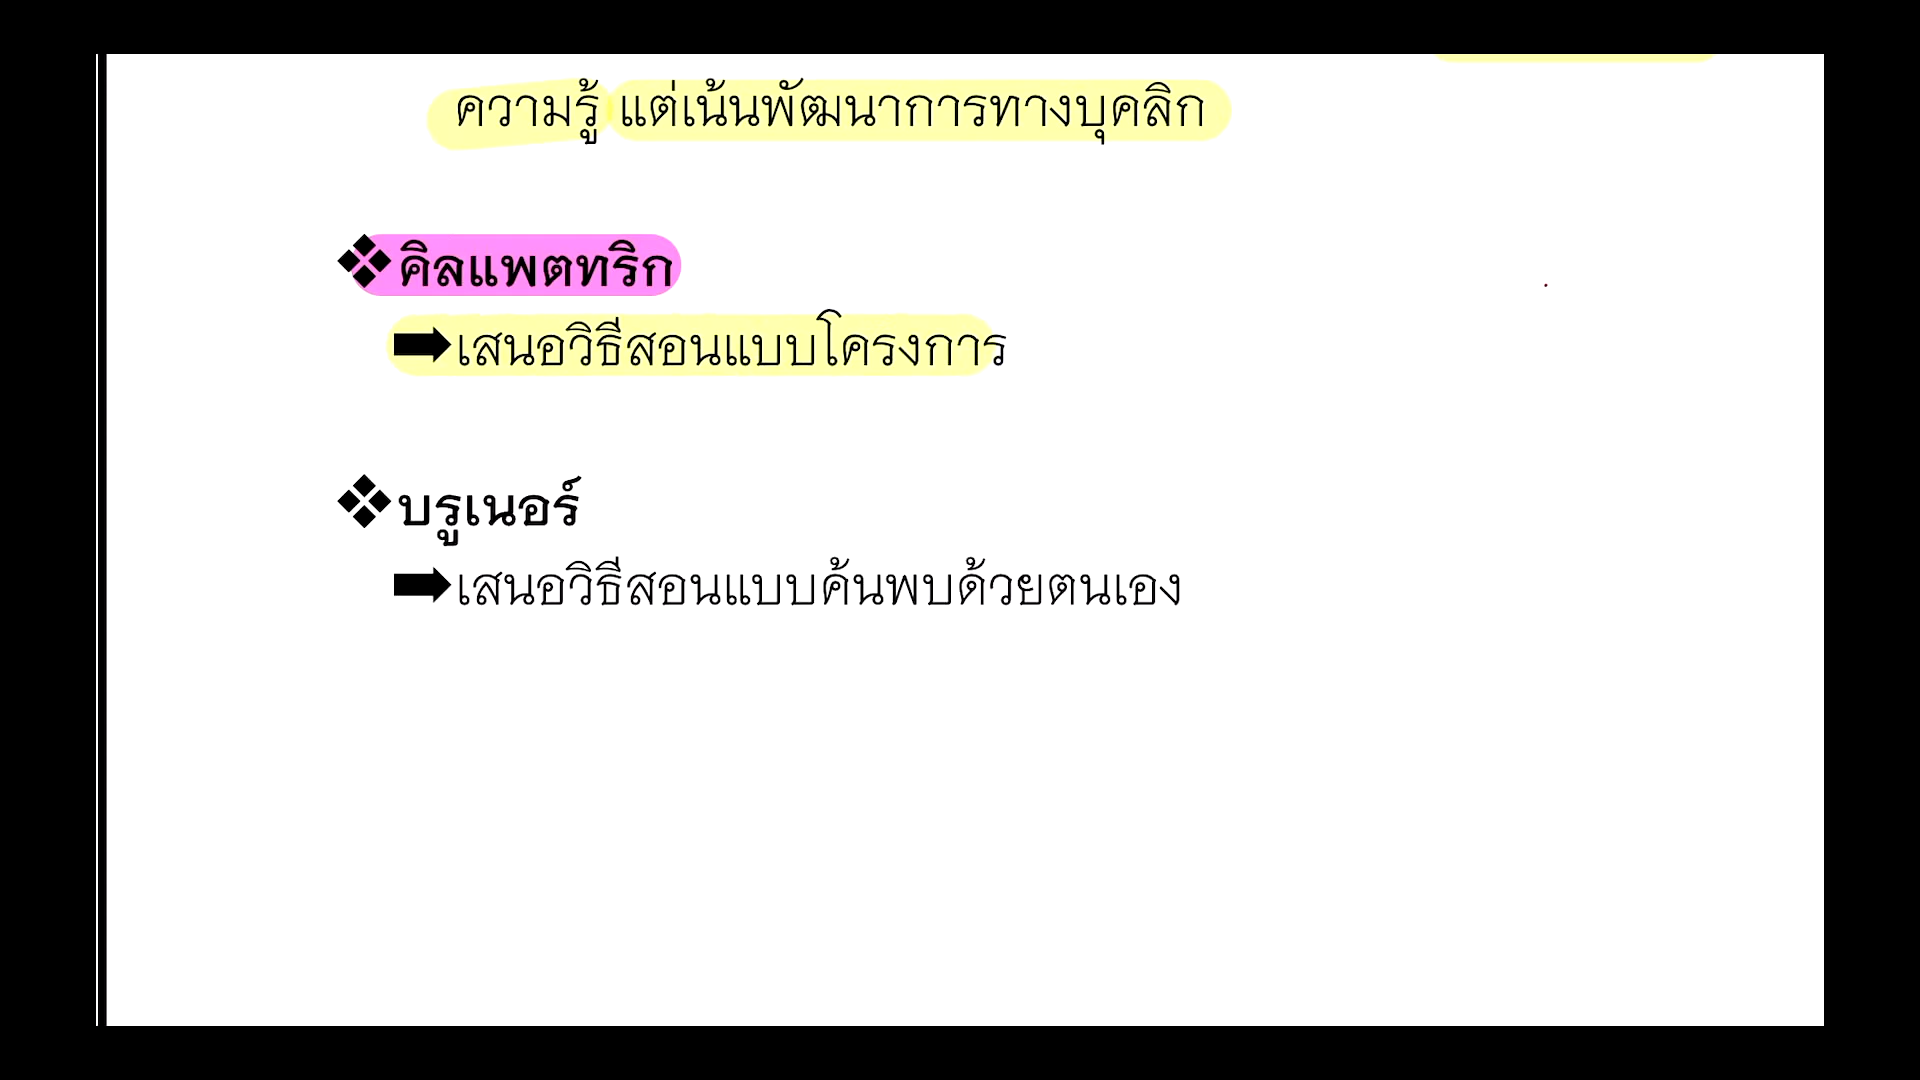 ความรู้ แต่เน้นพัฒนาการทางบุคลิก
❖คิลแพตทริก
➡เสนอวิธีสอนแบบโครงการ
❖บรูเนอร์
➡เสนอวิธีสอนแบบค้นพบด้วยตนเอง